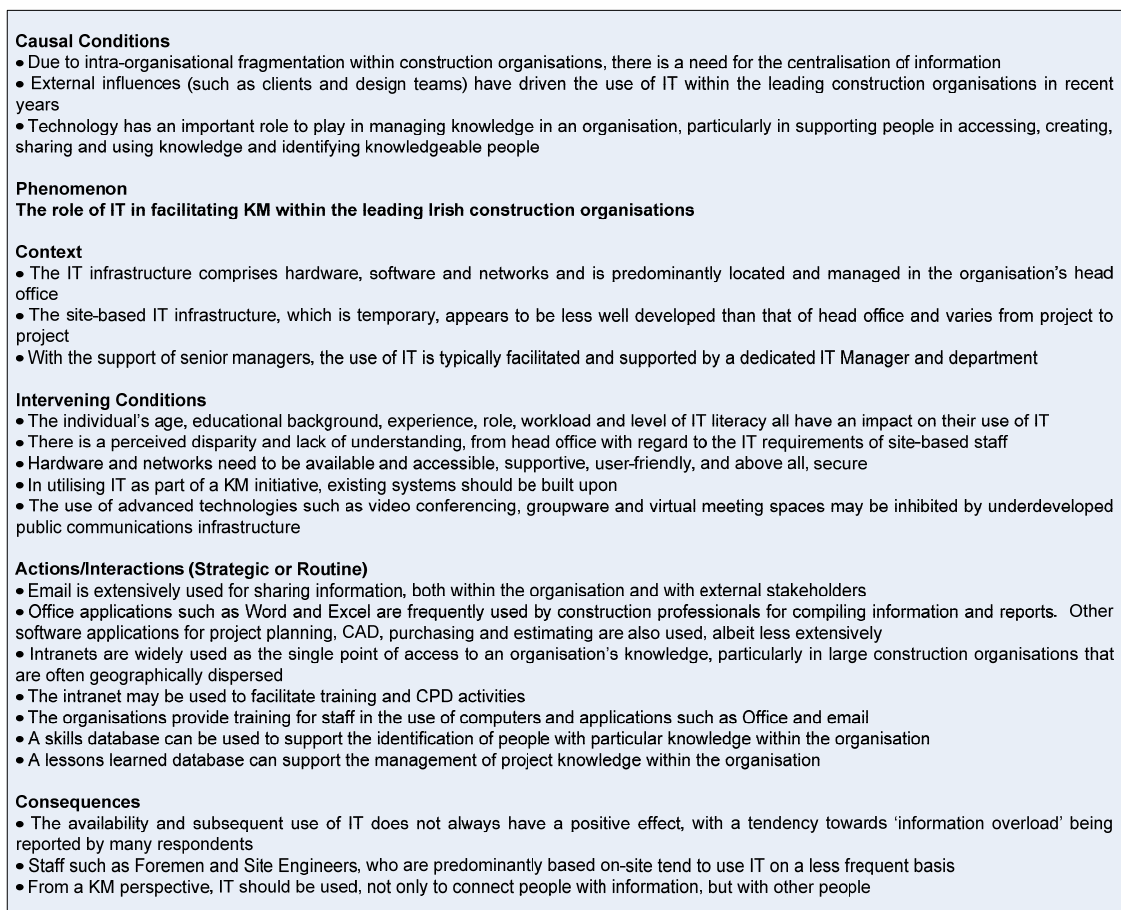 Causal Conditions
• Due to intra-organisational fragmentation within construction organisations, there is a need for the centralisation of information
• External influences (such as clients and design teams) have driven the use of IT within the leading construction organisations in recent
years
• Technology has an important role to play in managing knowledge in an organisation, particularly in supporting people in accessing, creating,
sharing and using knowledge and identifying knowledgeable people
Phenomenon
The role of IT in facilitating KM within the leading Irish construction organisations
Context
• The IT infrastructure comprises hardware, software and networks and is predominantly located and managed in the organisation's head
office
• The site-based IT infrastructure, which is temporary, appears to be less well developed than that of head office and varies from project to
project
• With the support of senior managers, the use of IT is typically facilitated and supported by a dedicated IT Manager and department
Intervening Conditions
• The individual's age, educational background, experience, role, workload and level of IT literacy all have an impact on their use of IT
• There is a perceived disparity and lack of understanding, from head office with regard to the IT requirements of site-based staff
• Hardware and networks need to be available and accessible, supportive, user-friendly, and above all, secure
• In utilising IT as part of a KM initiative, existing systems should be built upon
• The use of advanced technologies such as video conferencing, groupware and virtual meeting spaces may be inhibited by underdeveloped
public communications infrastructure
Actions/Interactions (Strategic or Routine)
• Email is extensively used for sharing information, both within the organisation and with external stakeholders
• Office applications such as Word and Excel are frequently used by construction professionals for compiling information and reports. Other
software applications for project planning, CAD, purchasing and estimating are also used, albeit less extensively
• Intranets are widely used as the single point of access to an organisation's knowledge, particularly in large construction organisations that
are often geographically dispersed
• The intranet may be used to facilitate training and CPD activities
• The organisations provide training for staff in the use of computers and applications such as Office and email
• A skills database can be used to support the identification of people with particular knowledge within the organisation
• A lessons learned database can support the management of project knowledge within the organisation
Consequences
• The availability and subsequent use of IT does not always have a positive effect, with a tendency towards 'information overload' being
reported by many respondents
• Staff such as Foremen and Site Engineers, who are predominantly based on-site tend to use IT on a less frequent basis
• From a KM perspective, IT should be used, not only to connect people with information, but with other people